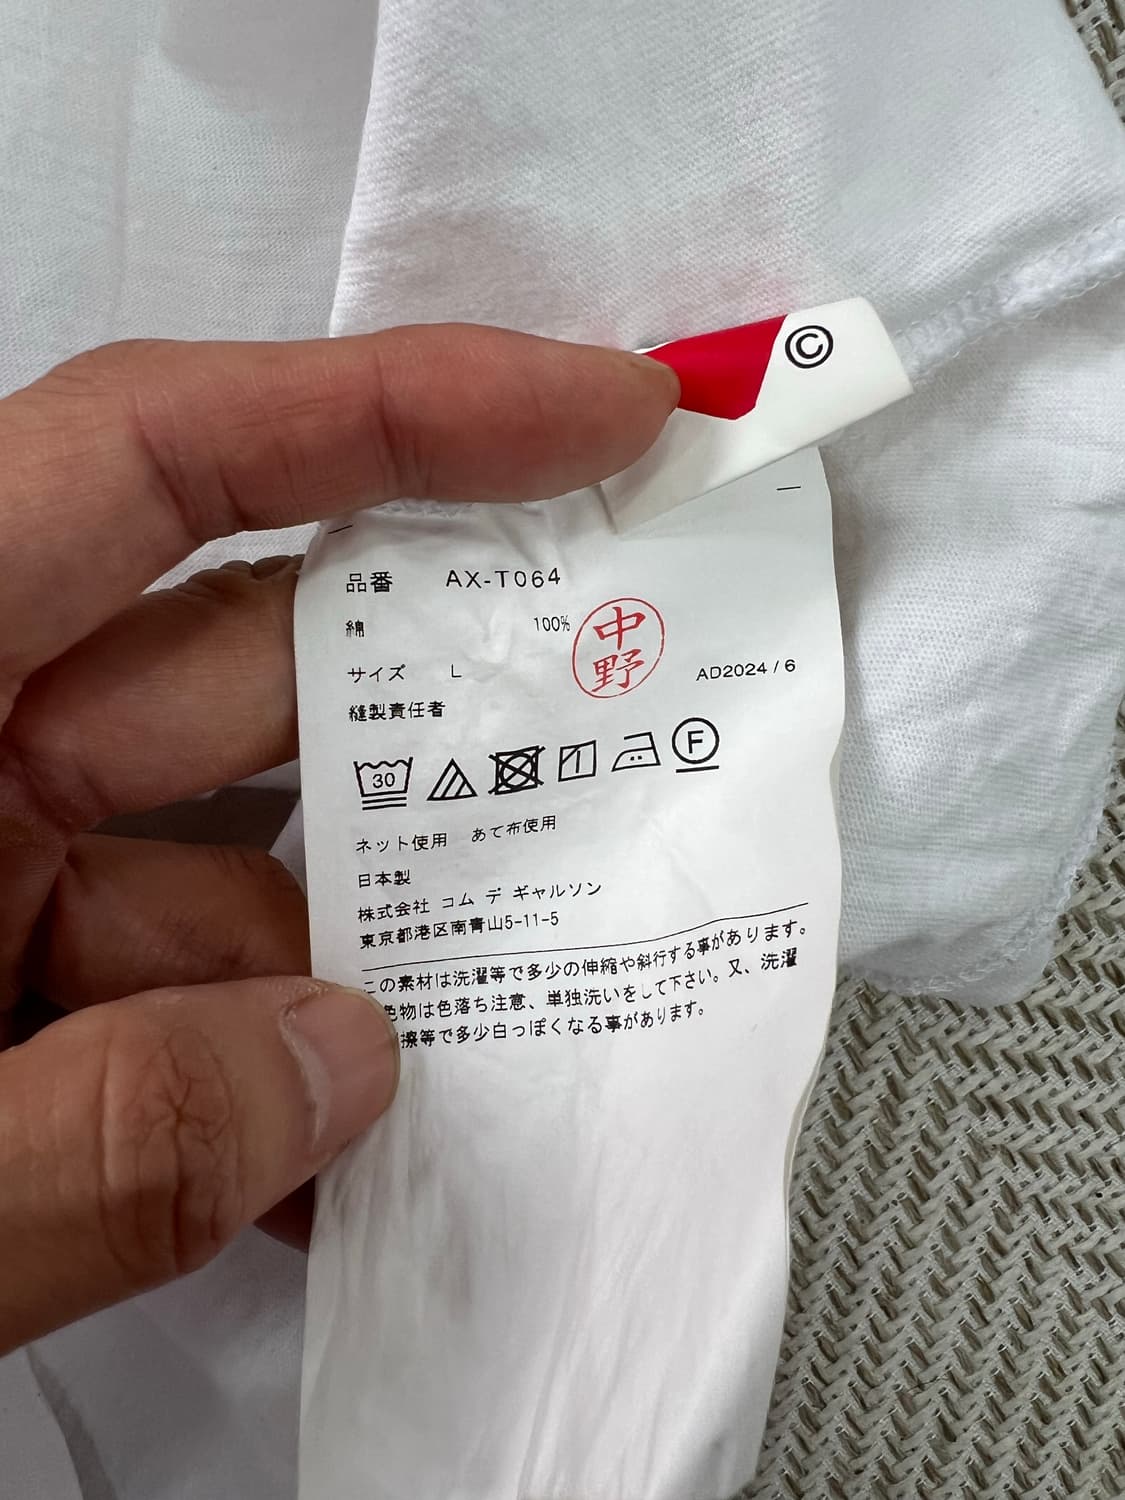 ©
品番 AX-T064
綿 100%
中野
サイズ L AD2024/6
縫製責任者
30 F
ネット使用 あて布使用
日本製
株式会社 コム デ ギャルソン
東京都港区南青山5-11-5
この素材は洗濯等で多少の伸縮や斜行する事があります。
色物は色落ち注意、単独洗いをして下さい。又、洗濯
擦等で多少白っぽくなる事があります。